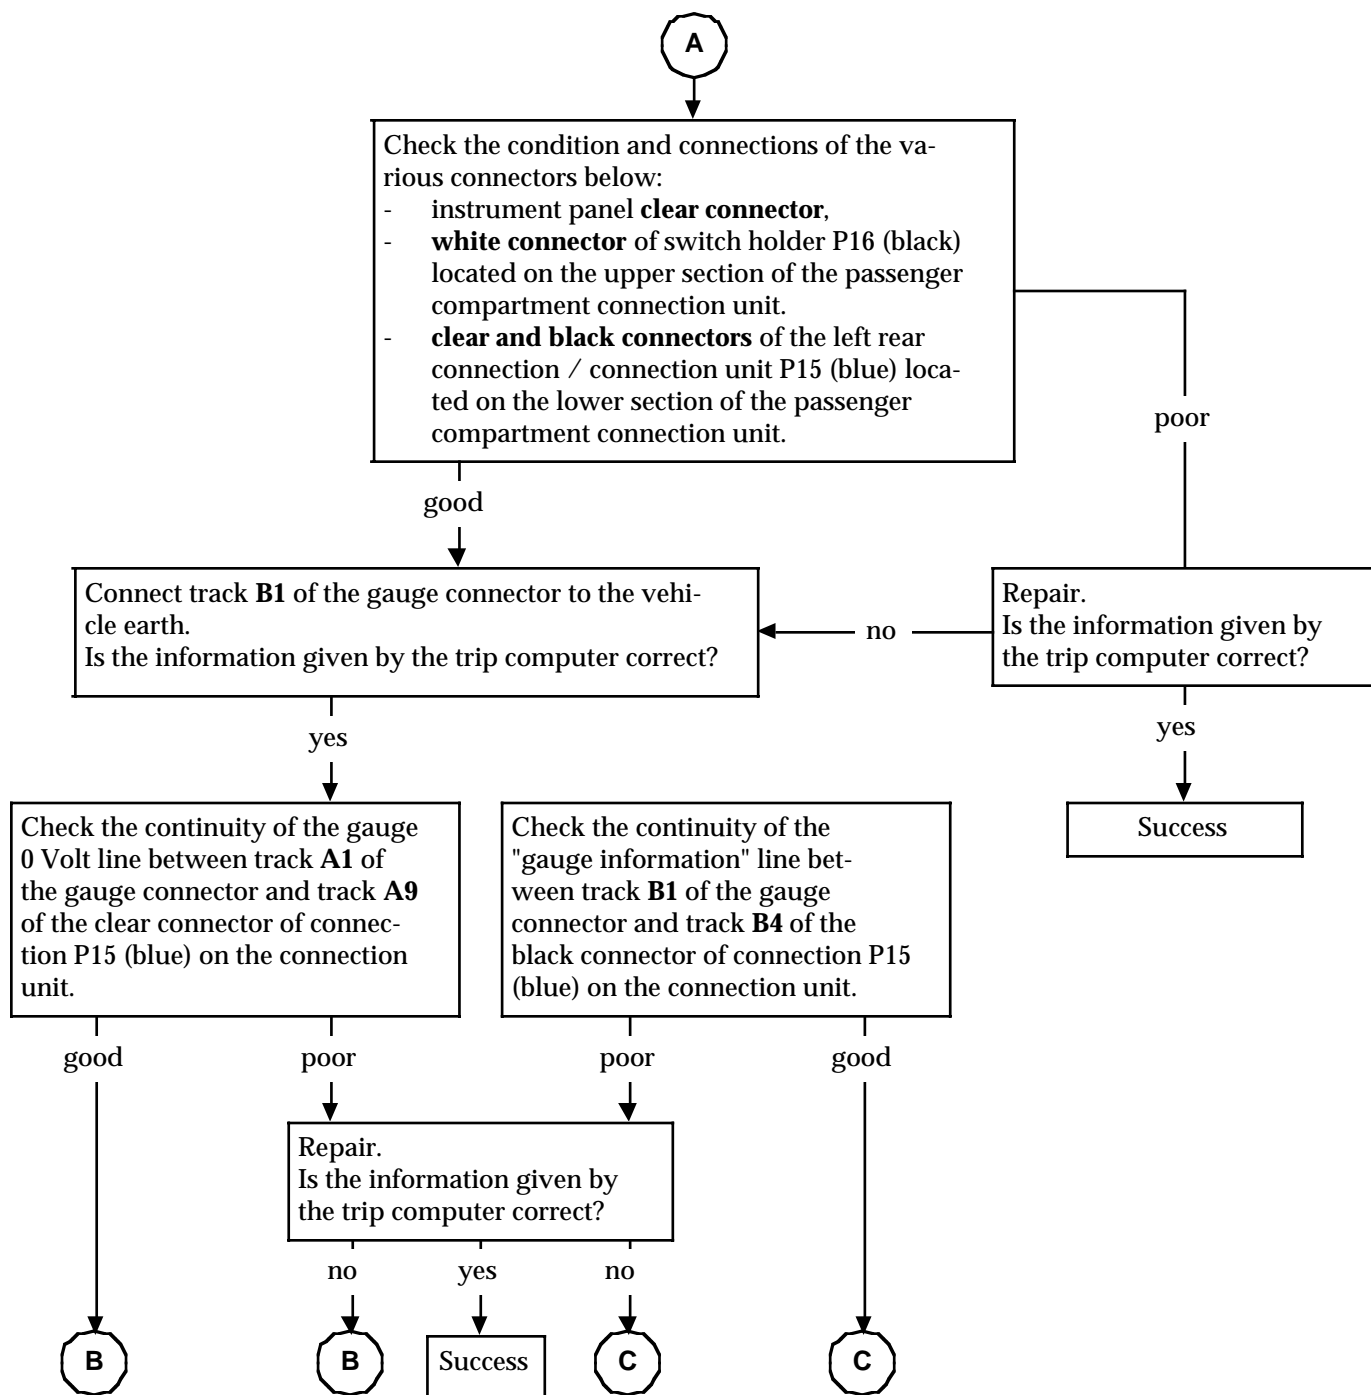 A
Check the condition and connections of the va-
rious connectors below:
- instrument panel clear connector,
- white connector of switch holder P16 (black)
located on the upper section of the passenger
compartment connection unit.
- clear and black connectors of the left rear
connection / connection unit P15 (blue) loca-
ted on the lower section of the passenger
compartment connection unit.
poor
good
Connect track B1 of the gauge connector to the vehi-
cle earth.
Is the information given by the trip computer correct?
no
Repair.
Is the information given by
the trip computer correct?
yes
yes
Success
Check the continuity of the gauge
0 Volt line between track A1 of
the gauge connector and track A9
of the clear connector of connec-
tion P15 (blue) on the connection
unit.
Check the continuity of the
"gauge information" line bet-
ween track B1 of the gauge
connector and track B4 of the
black connector of connection P15
(blue) on the connection unit.
good
poor
poor
good
Repair.
Is the information given by
the trip computer correct?
no
yes
no
B
B
Success
C
C